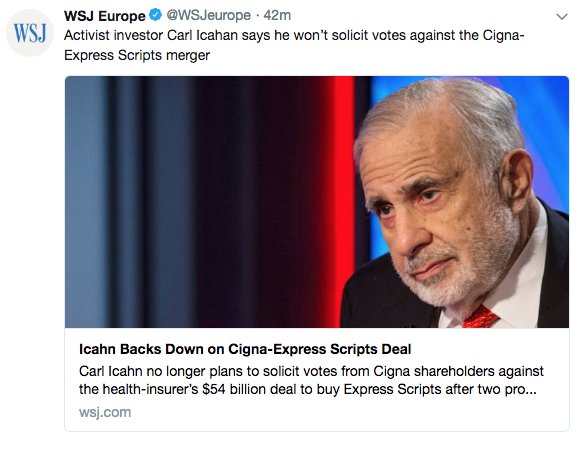 WSJ
WSJ Europe @WSJeurope · 42m
Activist investor Carl Icahan says he won’t solicit votes against the Cigna-
Express Scripts merger
Icahn Backs Down on Cigna-Express Scripts Deal
Carl Icahn no longer plans to solicit votes from Cigna shareholders against
the health-insurer’s $54 billion deal to buy Express Scripts after two pro...
wsj.com